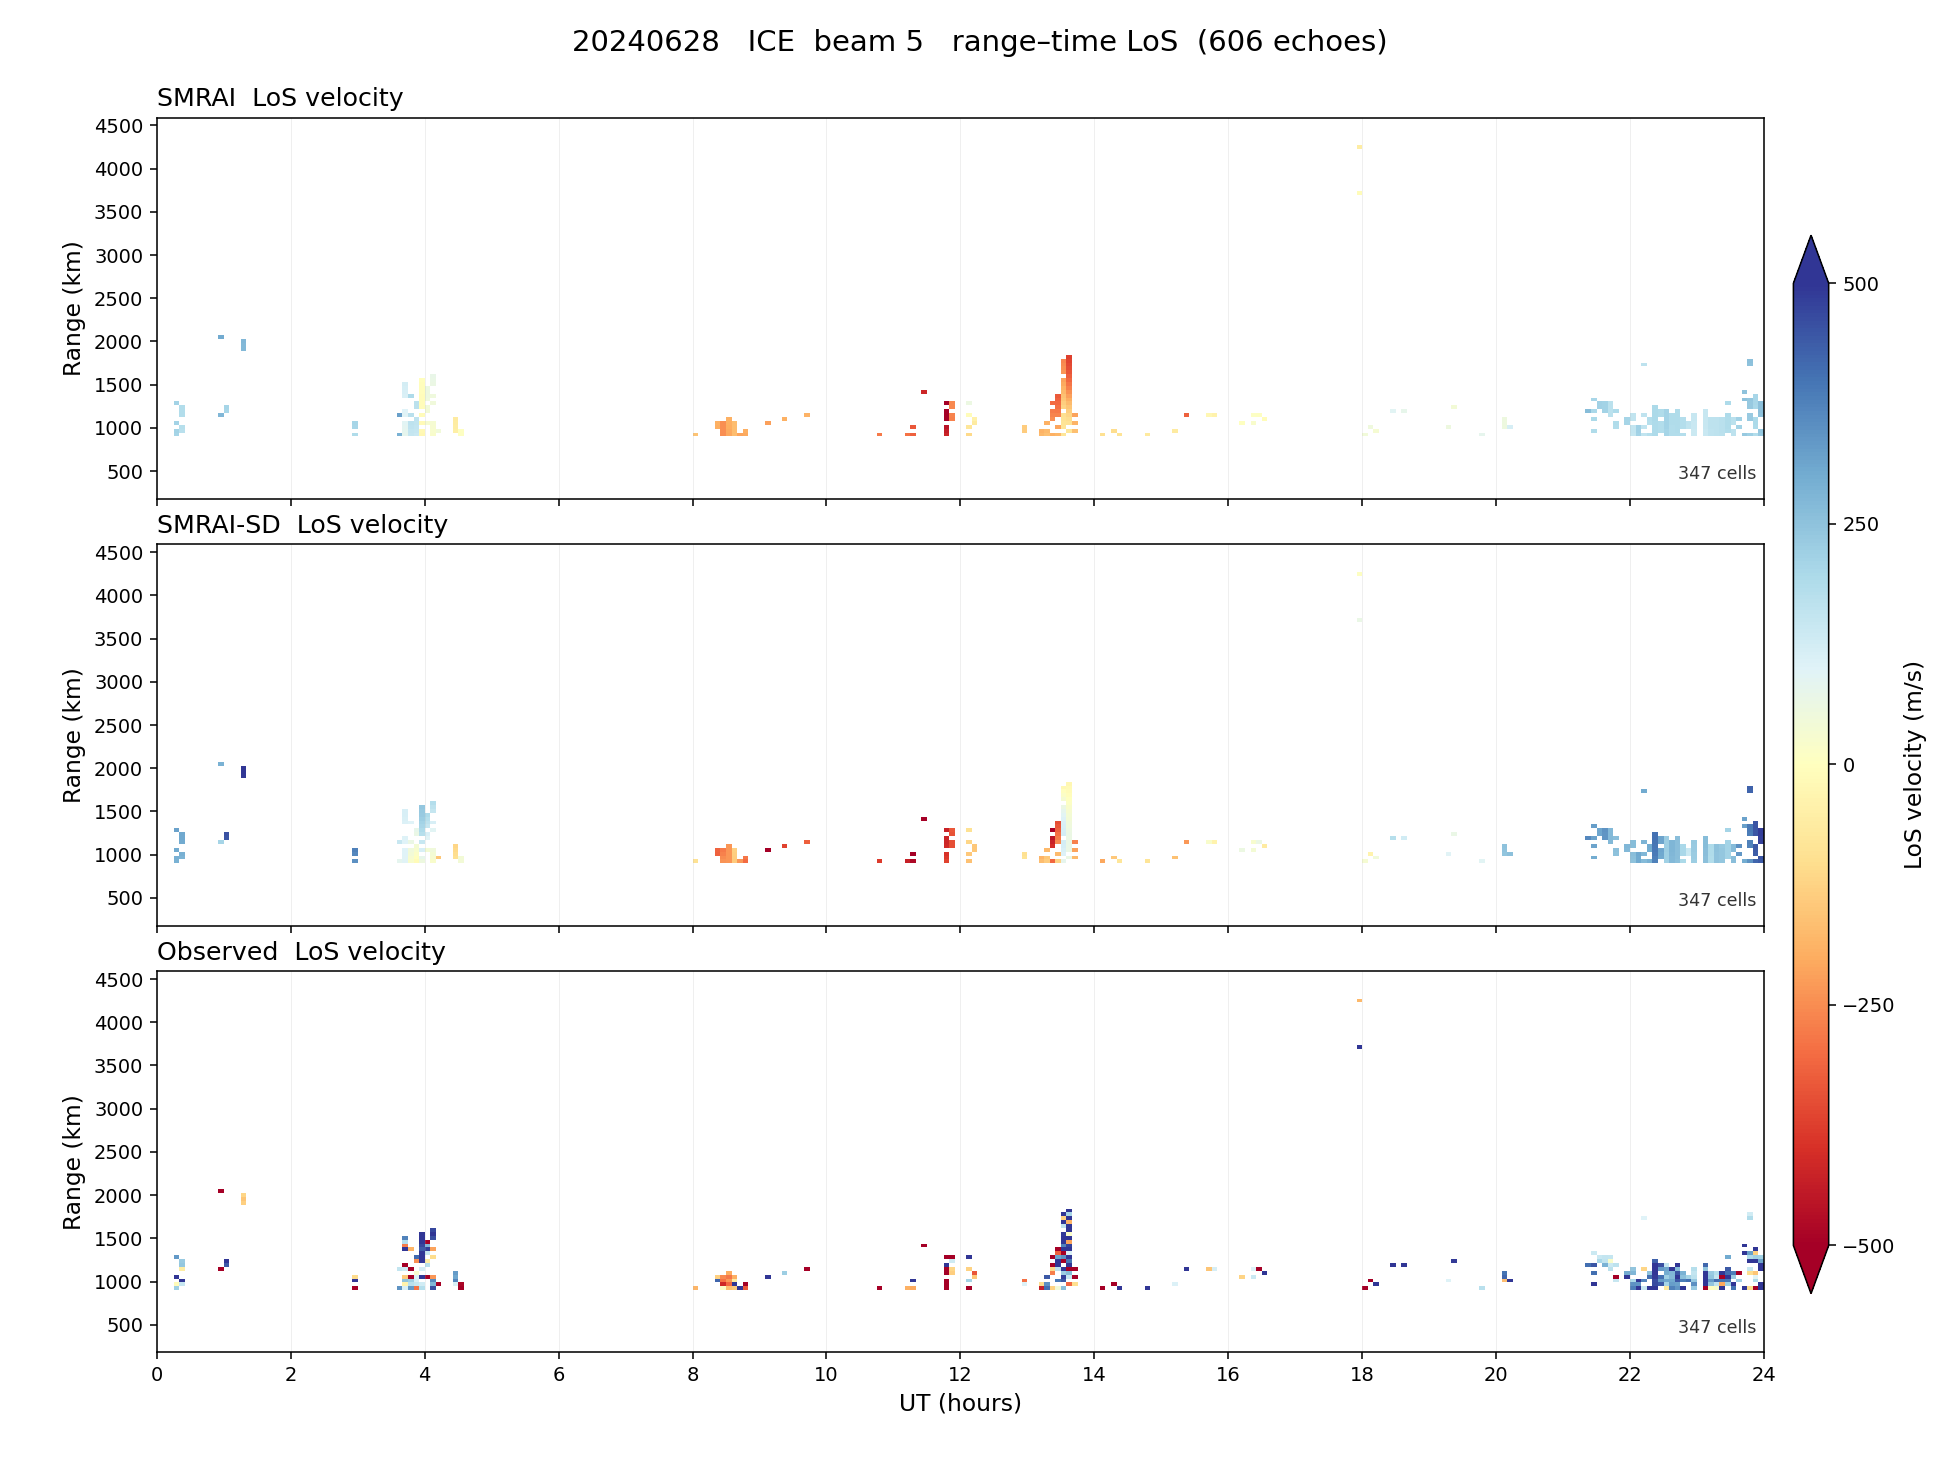 20240628   ICE  beam 5   range–time LoS  (606 echoes)
SMRAI  LoS velocity
4500
4000
3500
3000
2500
2000
1500
1000
500
Range (km)
347 cells
SMRAI-SD  LoS velocity
4500
4000
3500
3000
2500
2000
1500
1000
500
Range (km)
347 cells
Observed  LoS velocity
4500
4000
3500
3000
2500
2000
1500
1000
500
Range (km)
347 cells
0 2 4 6 8 10 12 14 16 18 20 22 24
UT (hours)
500
250
0
−250
−500
LoS velocity (m/s)